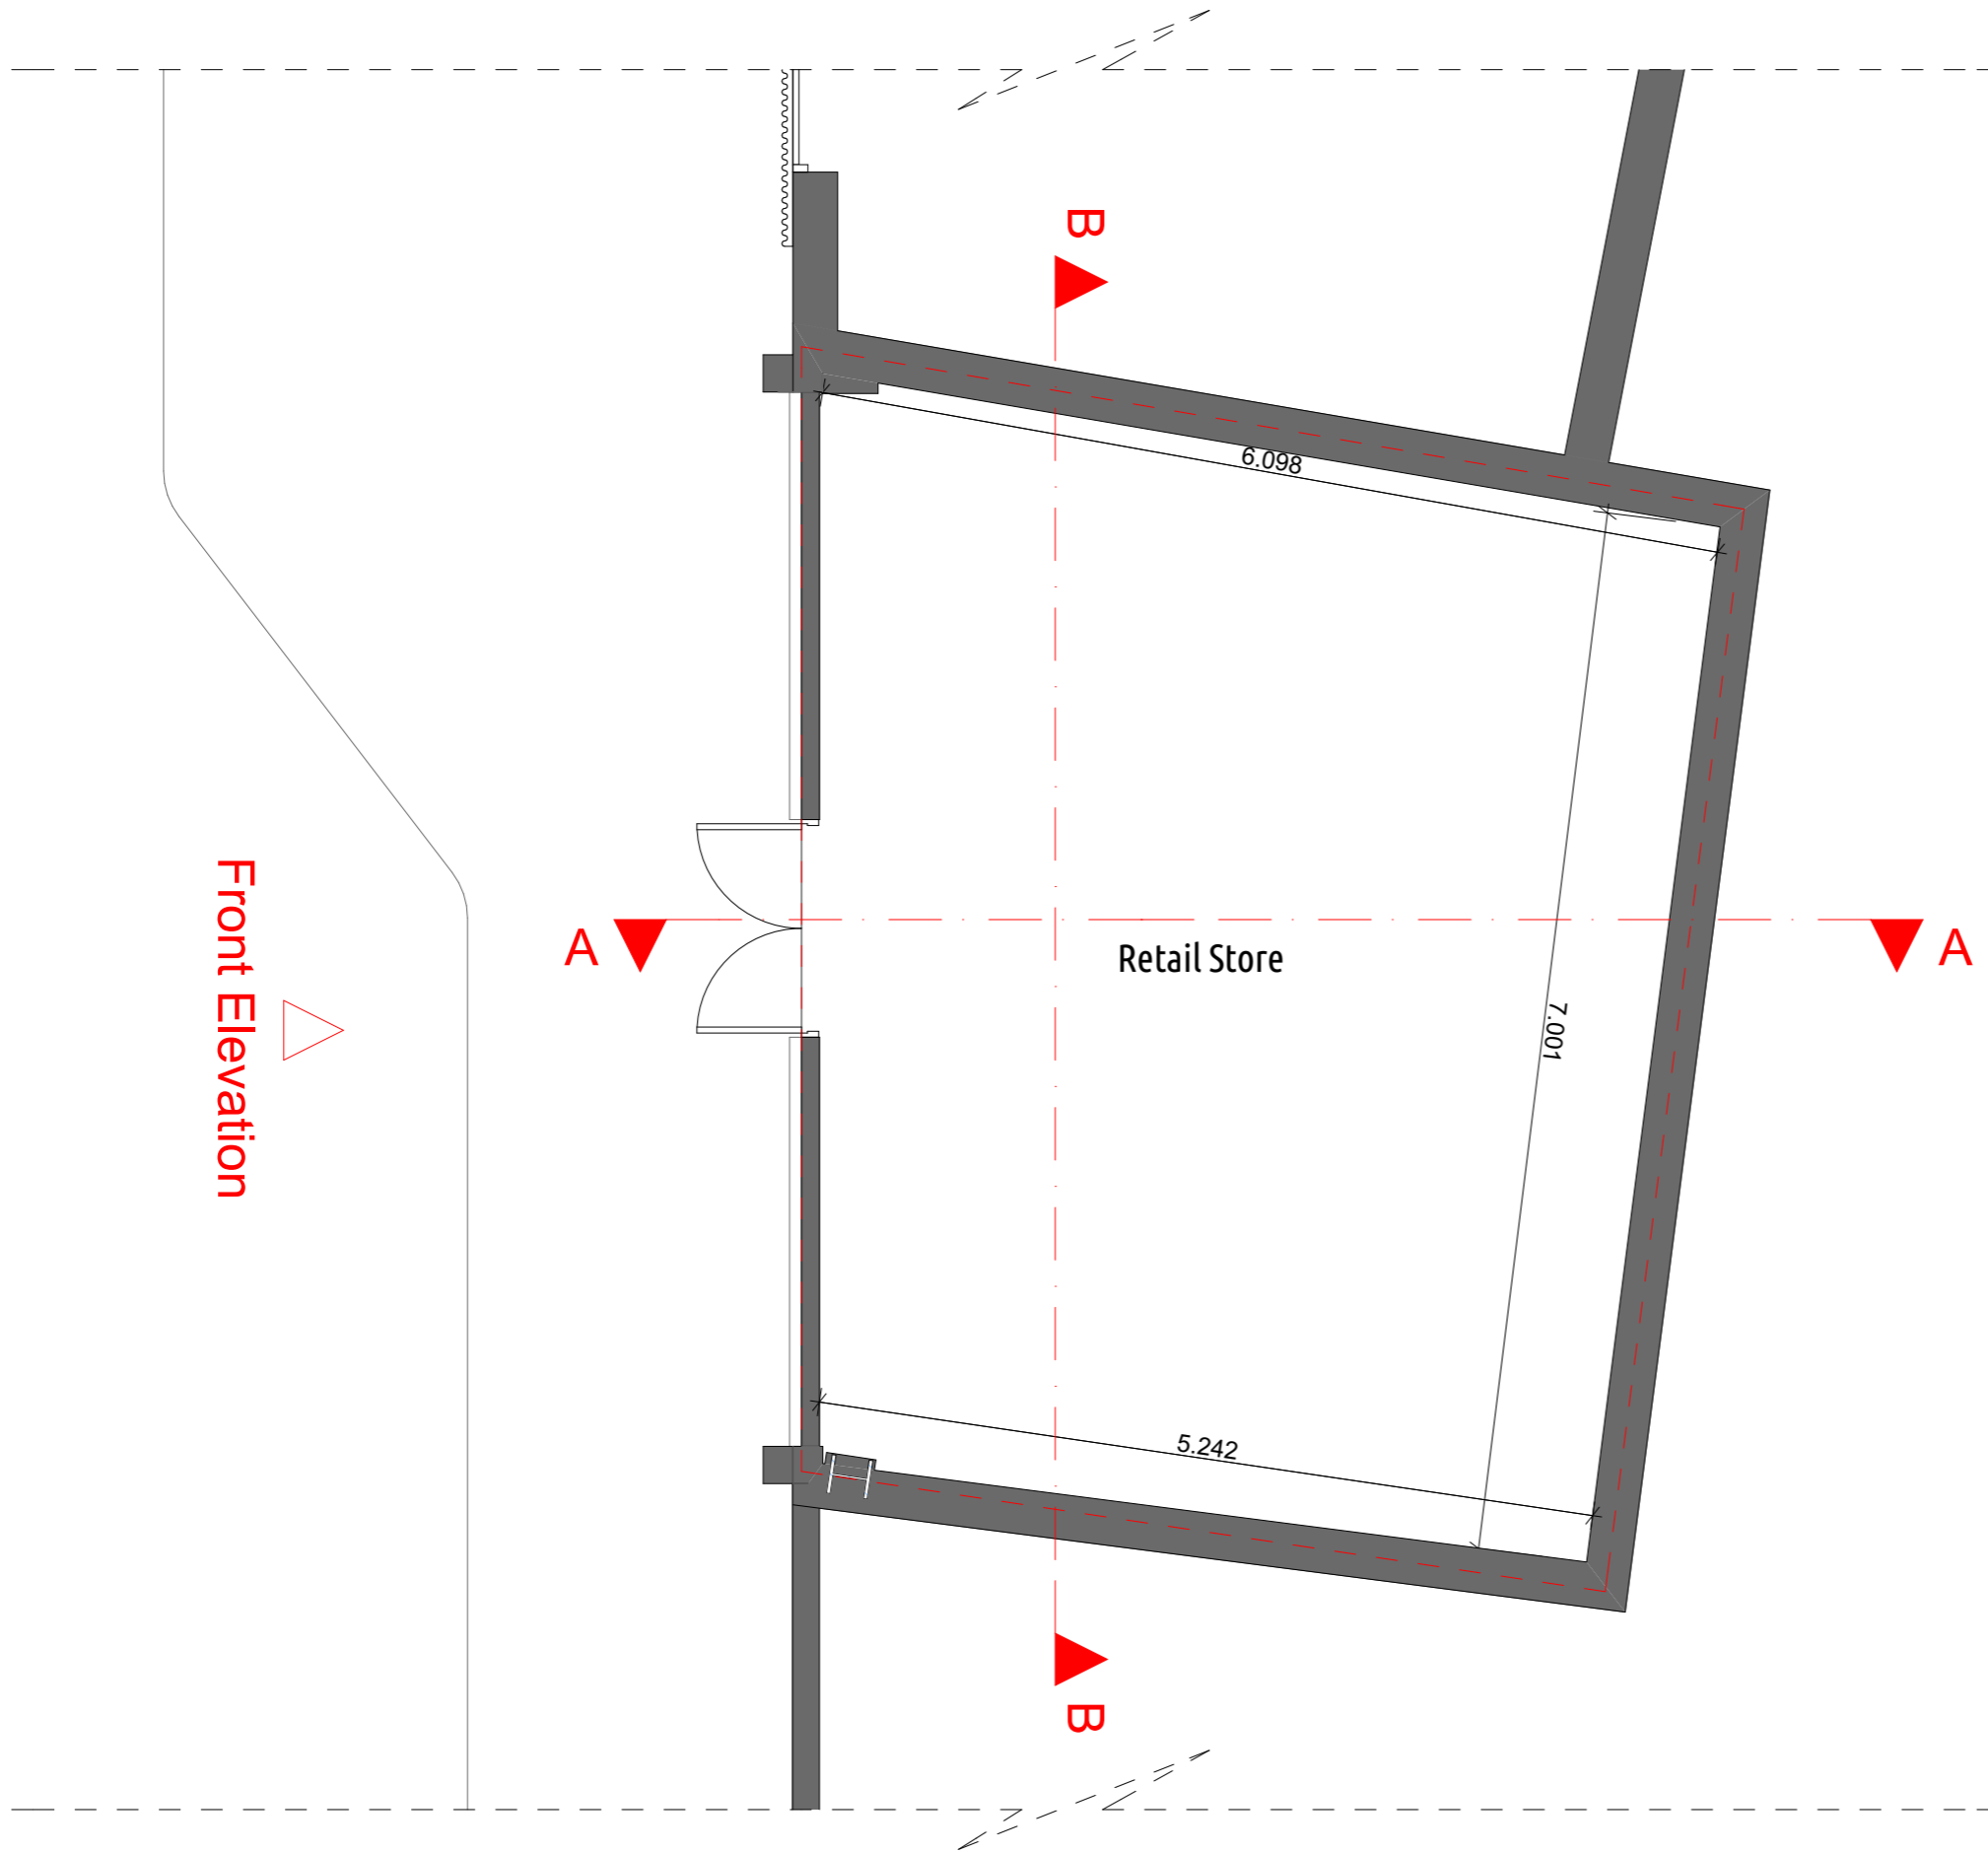 B
6.098
Front Elevation
A
Retail Store
A
7.001
5.242
B